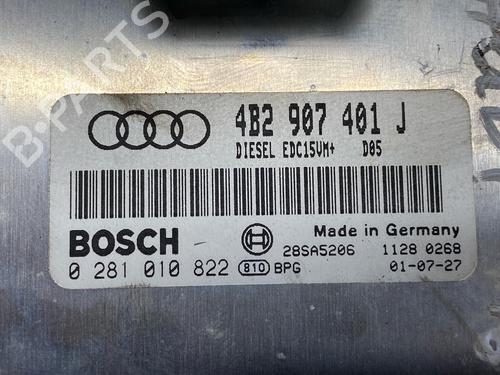 4B2 907 401 J
DIESEL EDC15VM+ D05
BOSCH
Made in Germany
28SA5206 1128 0268
0 281 010 822 810 BPG 01-07-27
B-PARTS